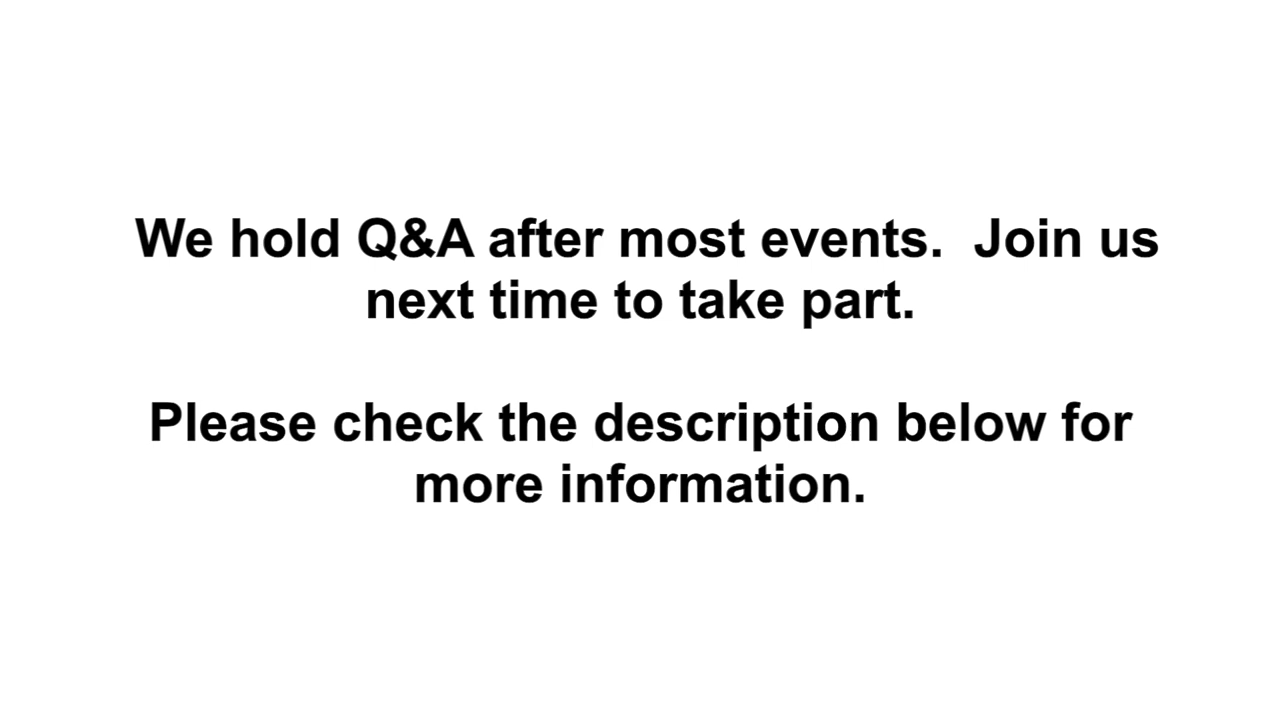 We hold Q&A after most events.  Join us
next time to take part.
Please check the description below for
more information.